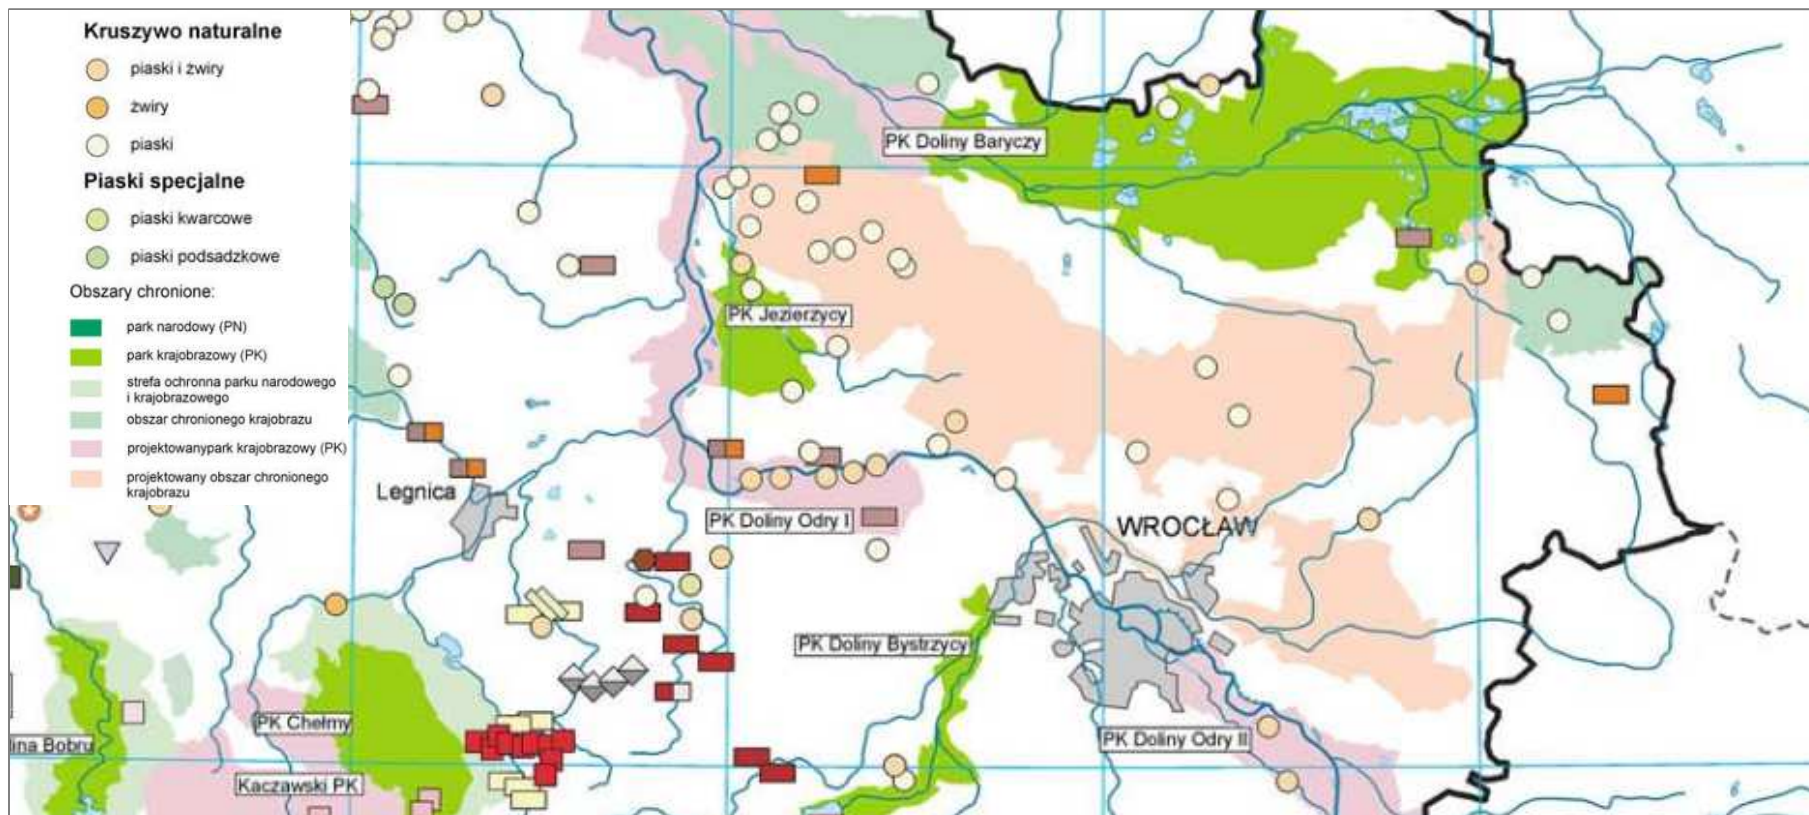 Kruszywo naturalne
piaski i żwiry
żwiry
piaski
Piaski specjalne
piaski kwarcowe
piaski podsadzkowe
Obszary chronione:
park narodowy (PN)
park krajobrazowy (PK)
strefa ochronna parku narodowego
i krajobrazowego
obszar chronionego krajobrazu
projektowanypark krajobrazowy (PK)
projektowany obszar chronionego
krajobrazu
PK Doliny Baryczy
PK Jezierzycy
Legnica
PK Doliny Odry I
WROCŁAW
PK Doliny Bystrzycy
PK Chełmy
lina Bobru
PK Doliny Odry II
Kaczawski PK